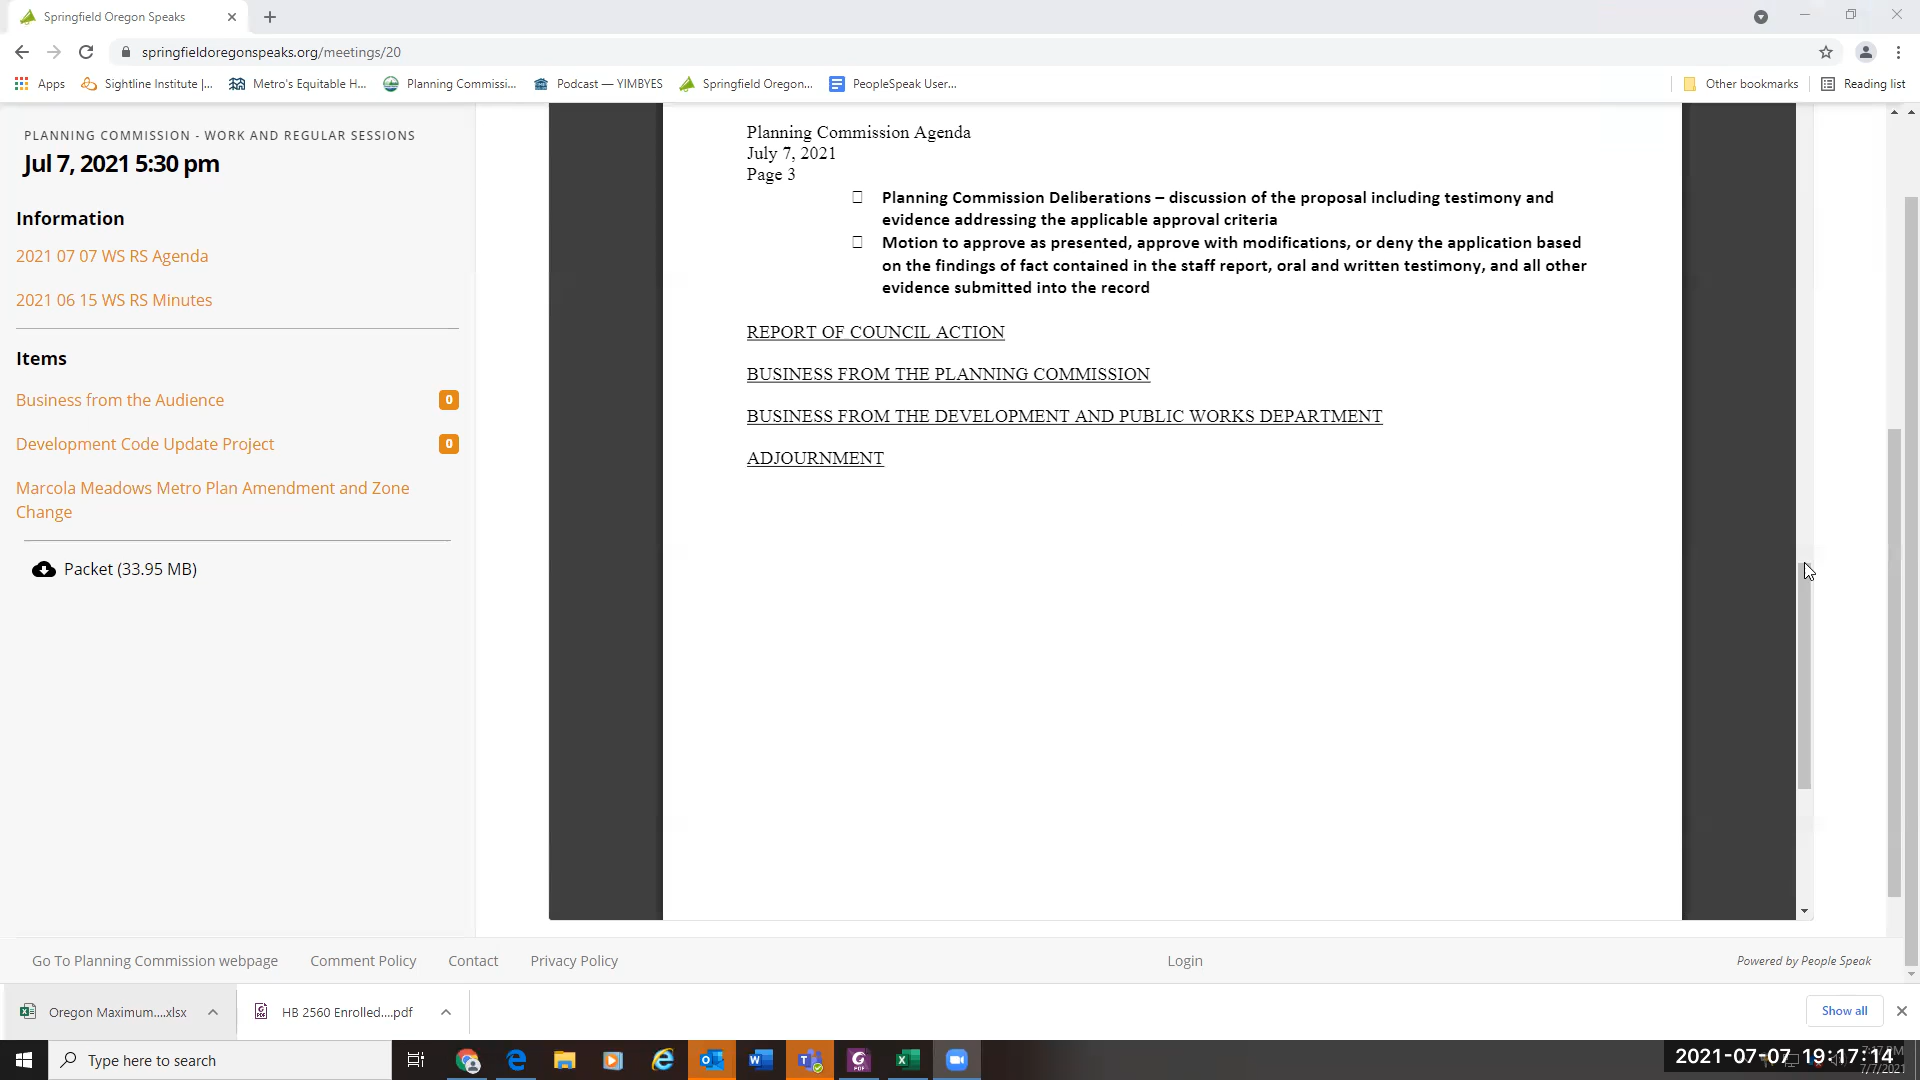 Springfield Oregon Speaks
springfieldoregonspeaks.org/meetings/20
Apps
Sightline Institute |...
Metro's Equitable H...
Planning Commissi...
Podcast — YIMBYES
Springfield Oregon...
PeopleSpeak User...
Other bookmarks
Reading list
PLANNING COMMISSION - WORK AND REGULAR SESSIONS
Jul 7, 2021 5:30 pm
Information
2021 07 07 WS RS Agenda
2021 06 15 WS RS Minutes
Items
Business from the Audience 0
Development Code Update Project 0
Marcola Meadows Metro Plan Amendment and Zone
Change
Packet (33.95 MB)
Planning Commission Agenda
July 7, 2021
Page 3
Planning Commission Deliberations – discussion of the proposal including testimony and
evidence addressing the applicable approval criteria
Motion to approve as presented, approve with modifications, or deny the application based
on the findings of fact contained in the staff report, oral and written testimony, and all other
evidence submitted into the record
REPORT OF COUNCIL ACTION
BUSINESS FROM THE PLANNING COMMISSION
BUSINESS FROM THE DEVELOPMENT AND PUBLIC WORKS DEPARTMENT
ADJOURNMENT
Go To Planning Commission webpage
Comment Policy
Contact
Privacy Policy
Login
Powered by People Speak
Oregon Maximum....xlsx
HB 2560 Enrolled....pdf
Show all
Type here to search
2021-07-07 19:17:14
7/7/2021